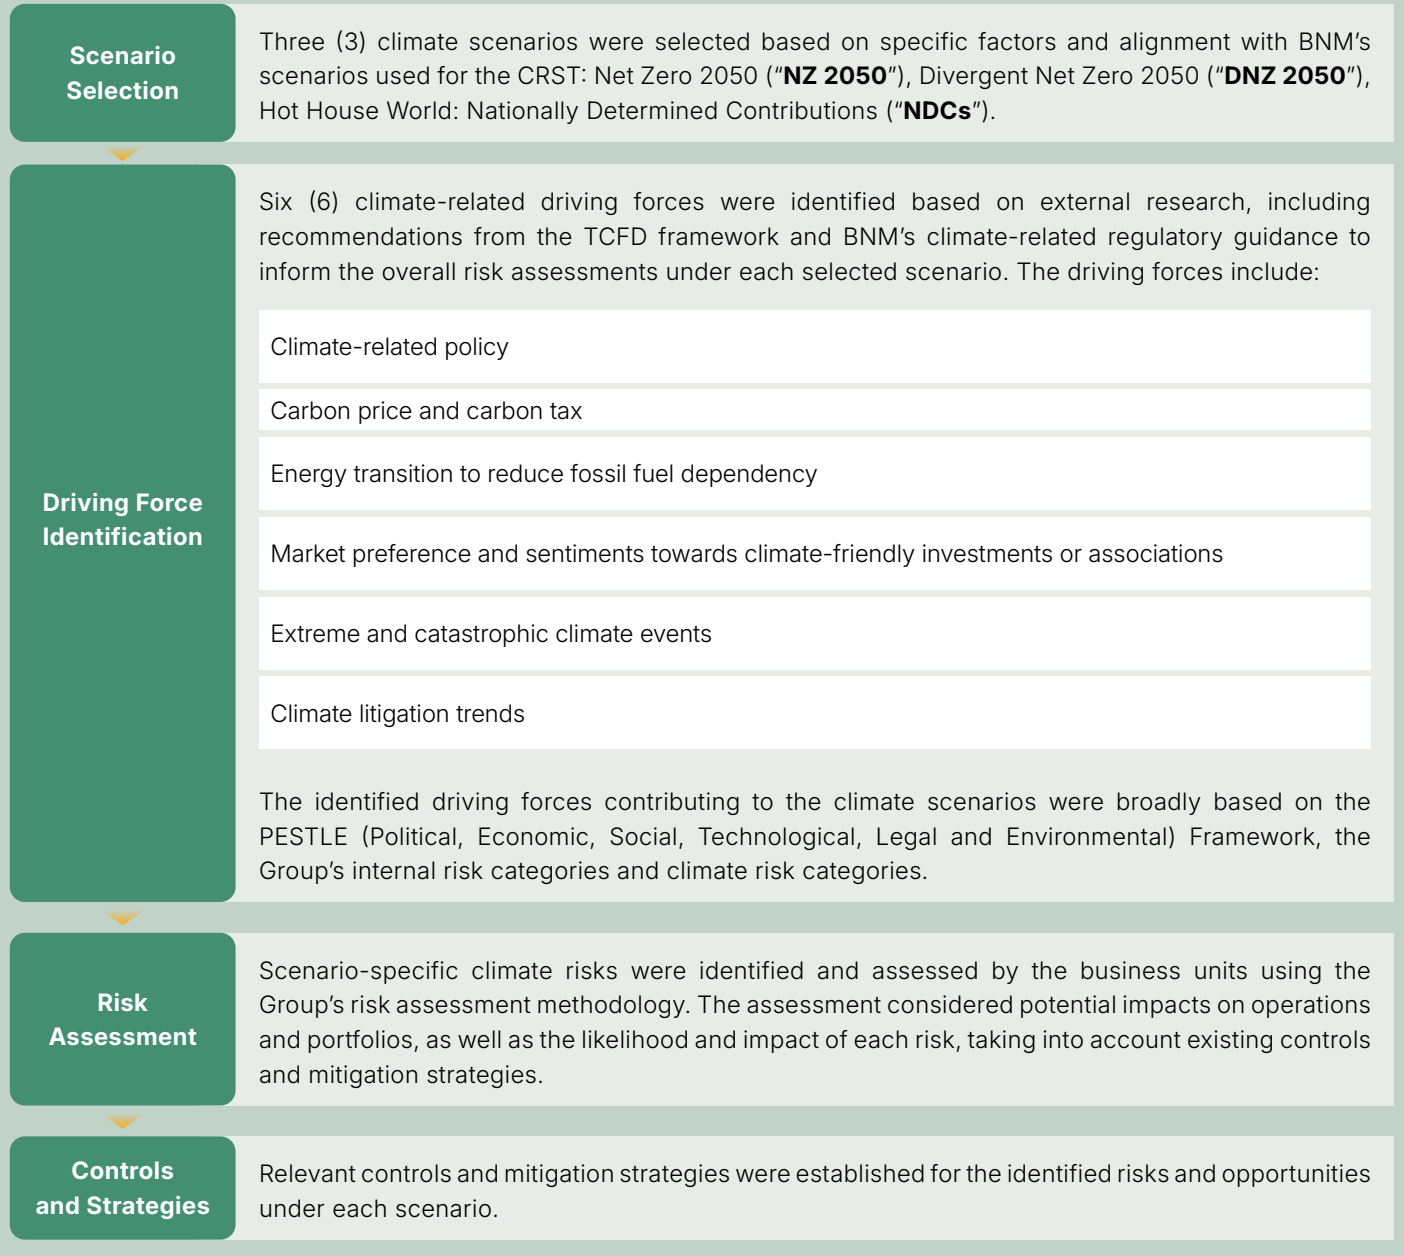 Scenario
Selection
Three (3) climate scenarios were selected based on specific factors and alignment with BNM’s
scenarios used for the CRST: Net Zero 2050 (“NZ 2050”), Divergent Net Zero 2050 (“DNZ 2050”),
Hot House World: Nationally Determined Contributions (“NDCs”).
Driving Force
Identification
Six (6) climate-related driving forces were identified based on external research, including
recommendations from the TCFD framework and BNM’s climate-related regulatory guidance to
inform the overall risk assessments under each selected scenario. The driving forces include:
Climate-related policy
Carbon price and carbon tax
Energy transition to reduce fossil fuel dependency
Market preference and sentiments towards climate-friendly investments or associations
Extreme and catastrophic climate events
Climate litigation trends
The identified driving forces contributing to the climate scenarios were broadly based on the
PESTLE (Political, Economic, Social, Technological, Legal and Environmental) Framework, the
Group’s internal risk categories and climate risk categories.
Risk
Assessment
Scenario-specific climate risks were identified and assessed by the business units using the
Group’s risk assessment methodology. The assessment considered potential impacts on operations
and portfolios, as well as the likelihood and impact of each risk, taking into account existing controls
and mitigation strategies.
Controls
and Strategies
Relevant controls and mitigation strategies were established for the identified risks and opportunities
under each scenario.